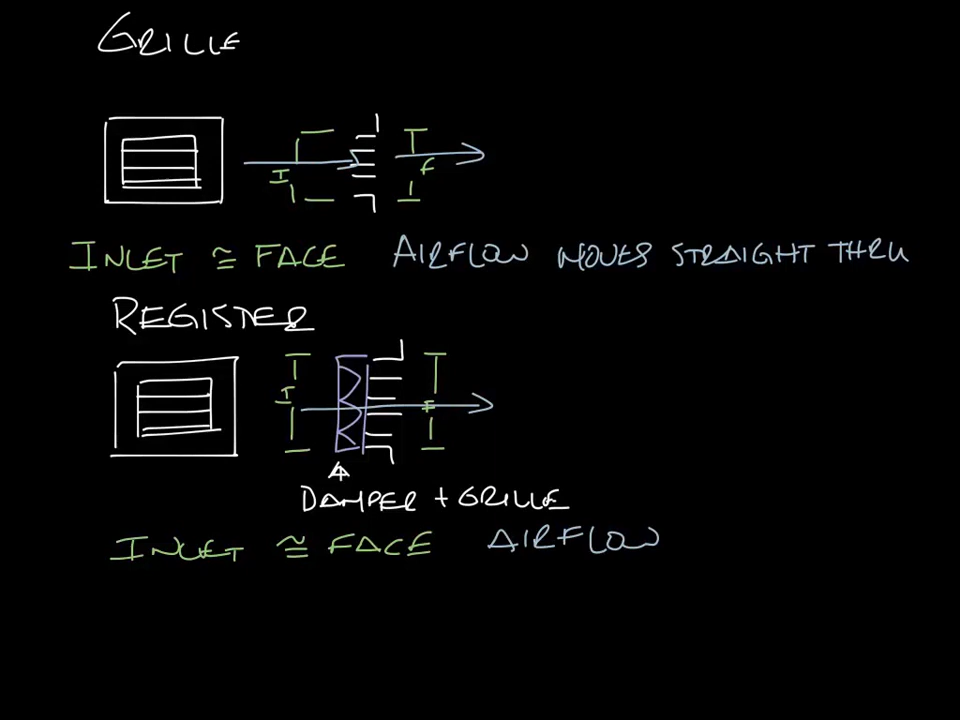 GRILLE
I F
INLET ≅ FACE AIRFLOW MOVES STRAIGHT THRU
REGISTER
I F
DAMPER + GRILLE
INLET ≅ FACE AIRFLOW